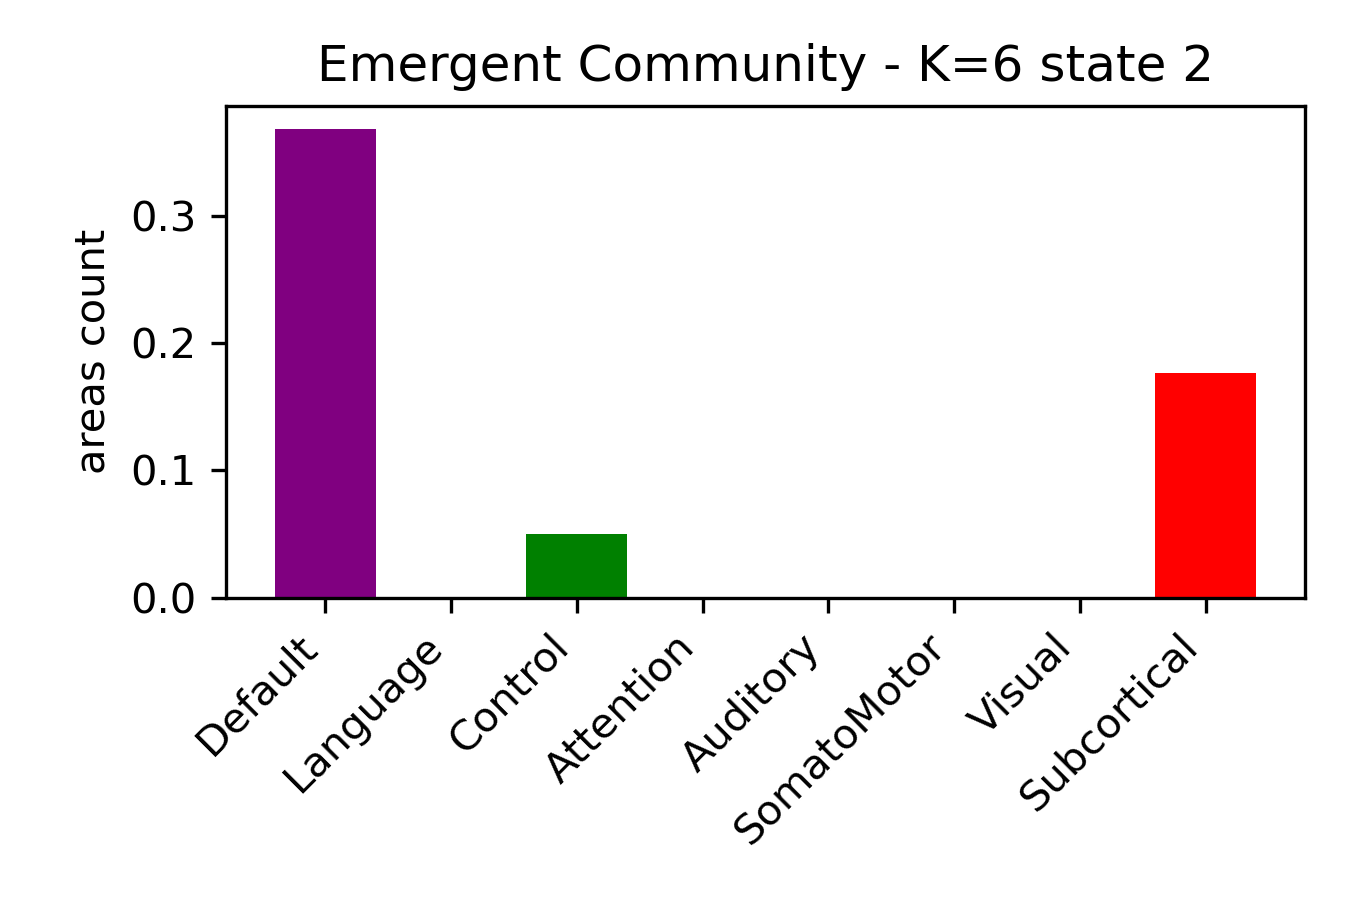 Emergent Community - K=6 state 2
areas count
0.3
0.2
0.1
0.0
Default
Language
Control
Attention
Auditory
SomatoMotor
Visual
Subcortical